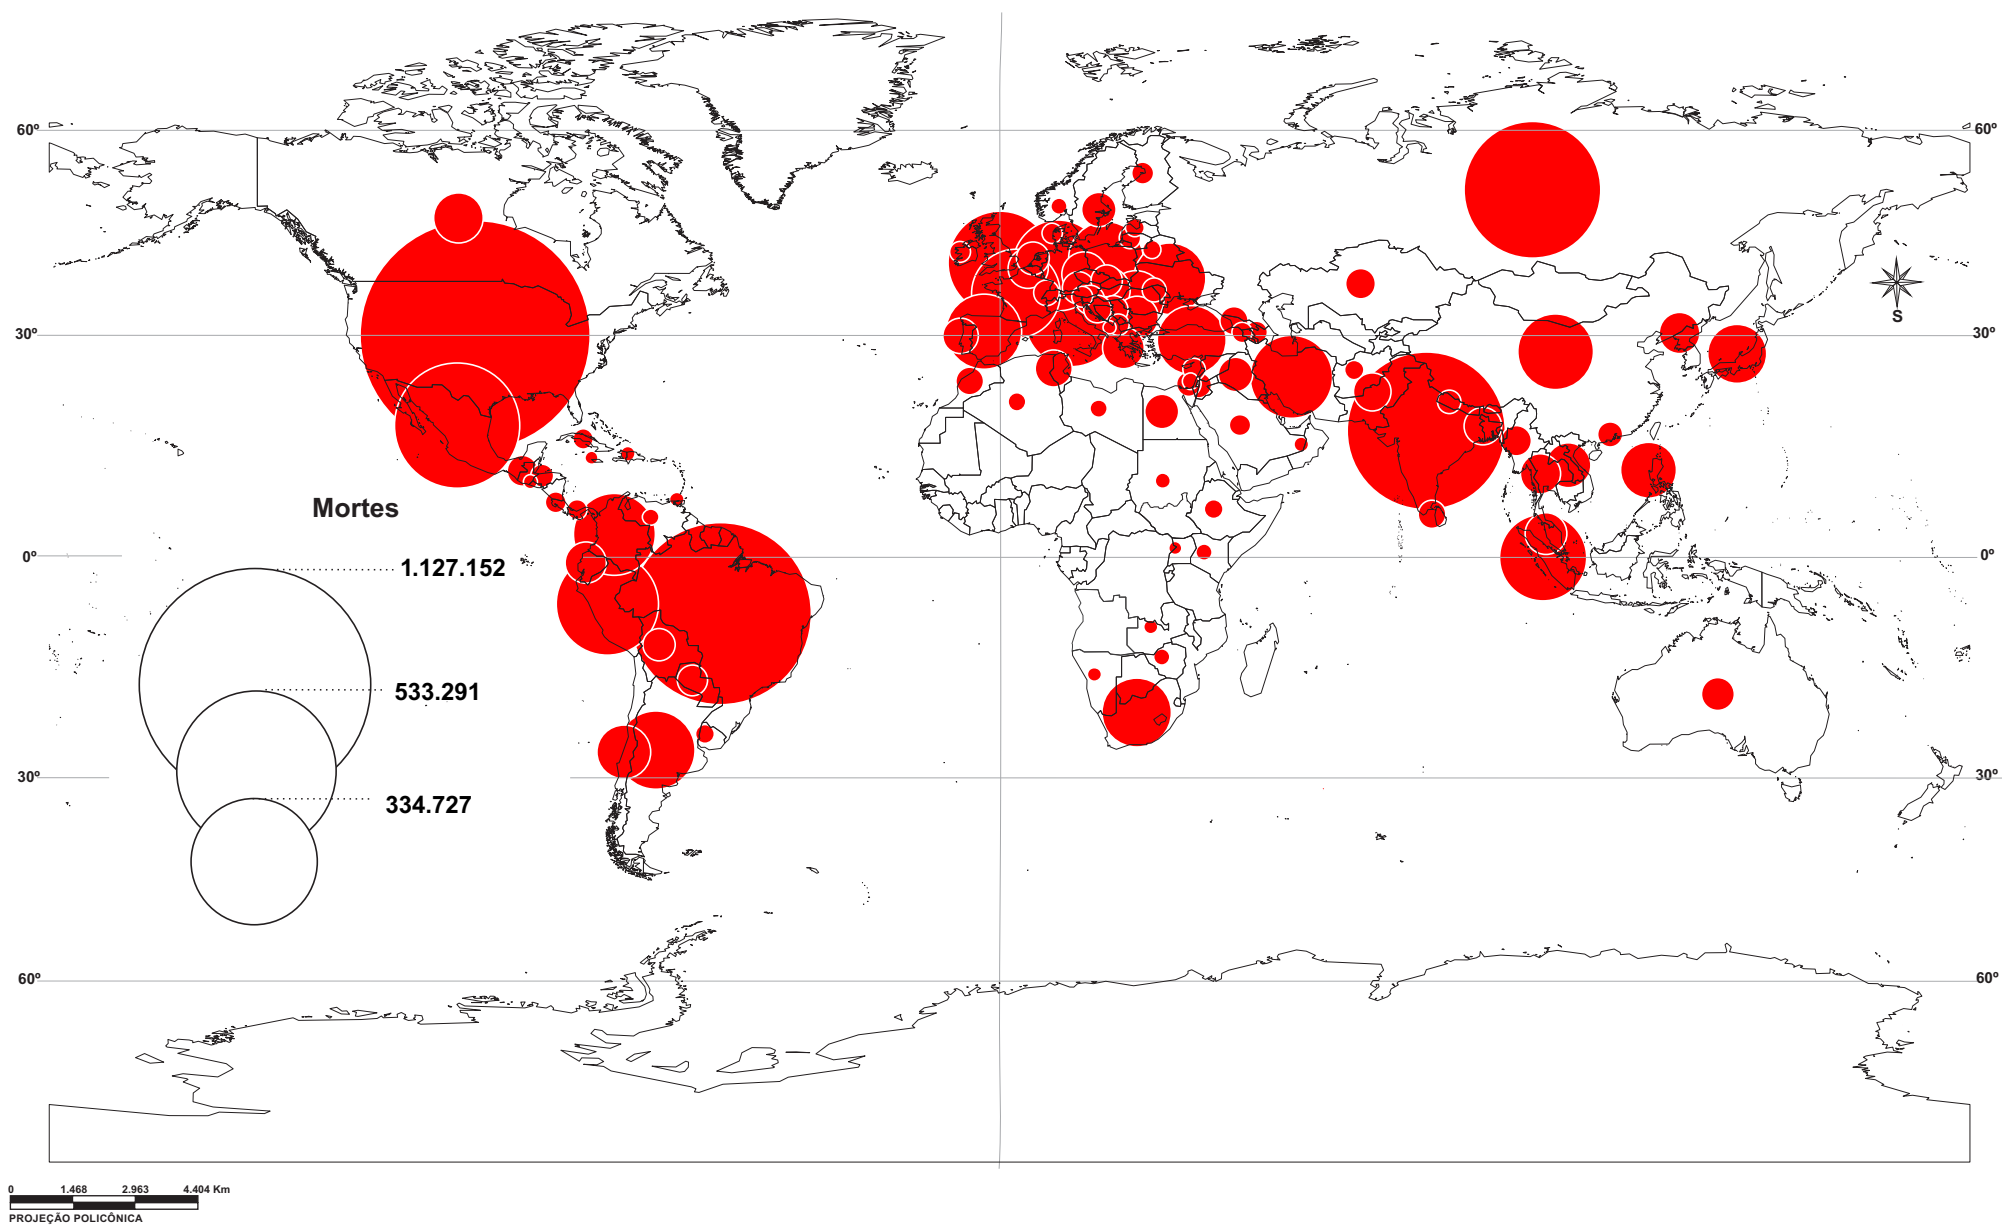 60º
60º
S
30º
30º
Mortes
0º
0º
1.127.152
533.291
30º
30º
334.727
60º
60º
0 1.468 2.963 4.404 Km
PROJEÇÃO POLICÔNICA